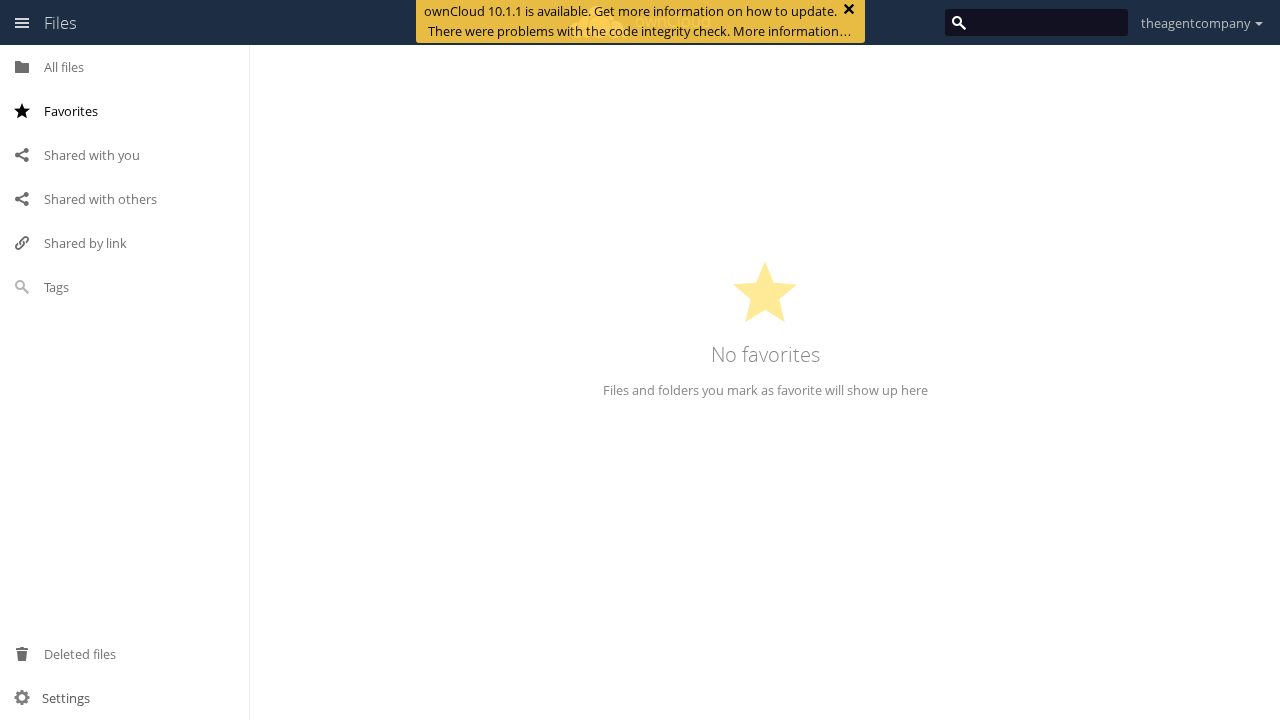 Files
ownCloud 10.1.1 is available. Get more information on how to update.
There were problems with the code integrity check. More information…
theagentcompany
All files
Favorites
Shared with you
Shared with others
Shared by link
Tags
No favorites
Files and folders you mark as favorite will show up here
Deleted files
Settings